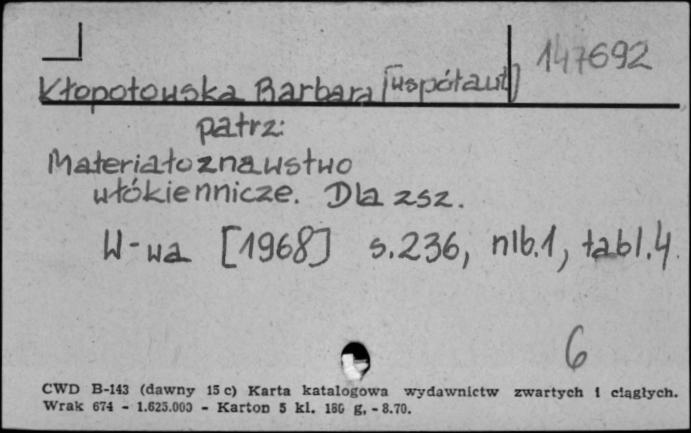 147692
Kłopotowska Barbara [współaut]
patrz:
Materiałoznawstwo
włókiennicze. Dla zsz.
W-wa [1968] s.236, nlb.1, tabl.4.
6
CWD B-143 (dawny 15 c) Karta katalogowa wydawnictw zwartych i ciągłych.
Wrak 674 - 1.625.000 - Karton 5 kl. 180 g. - 8.70.